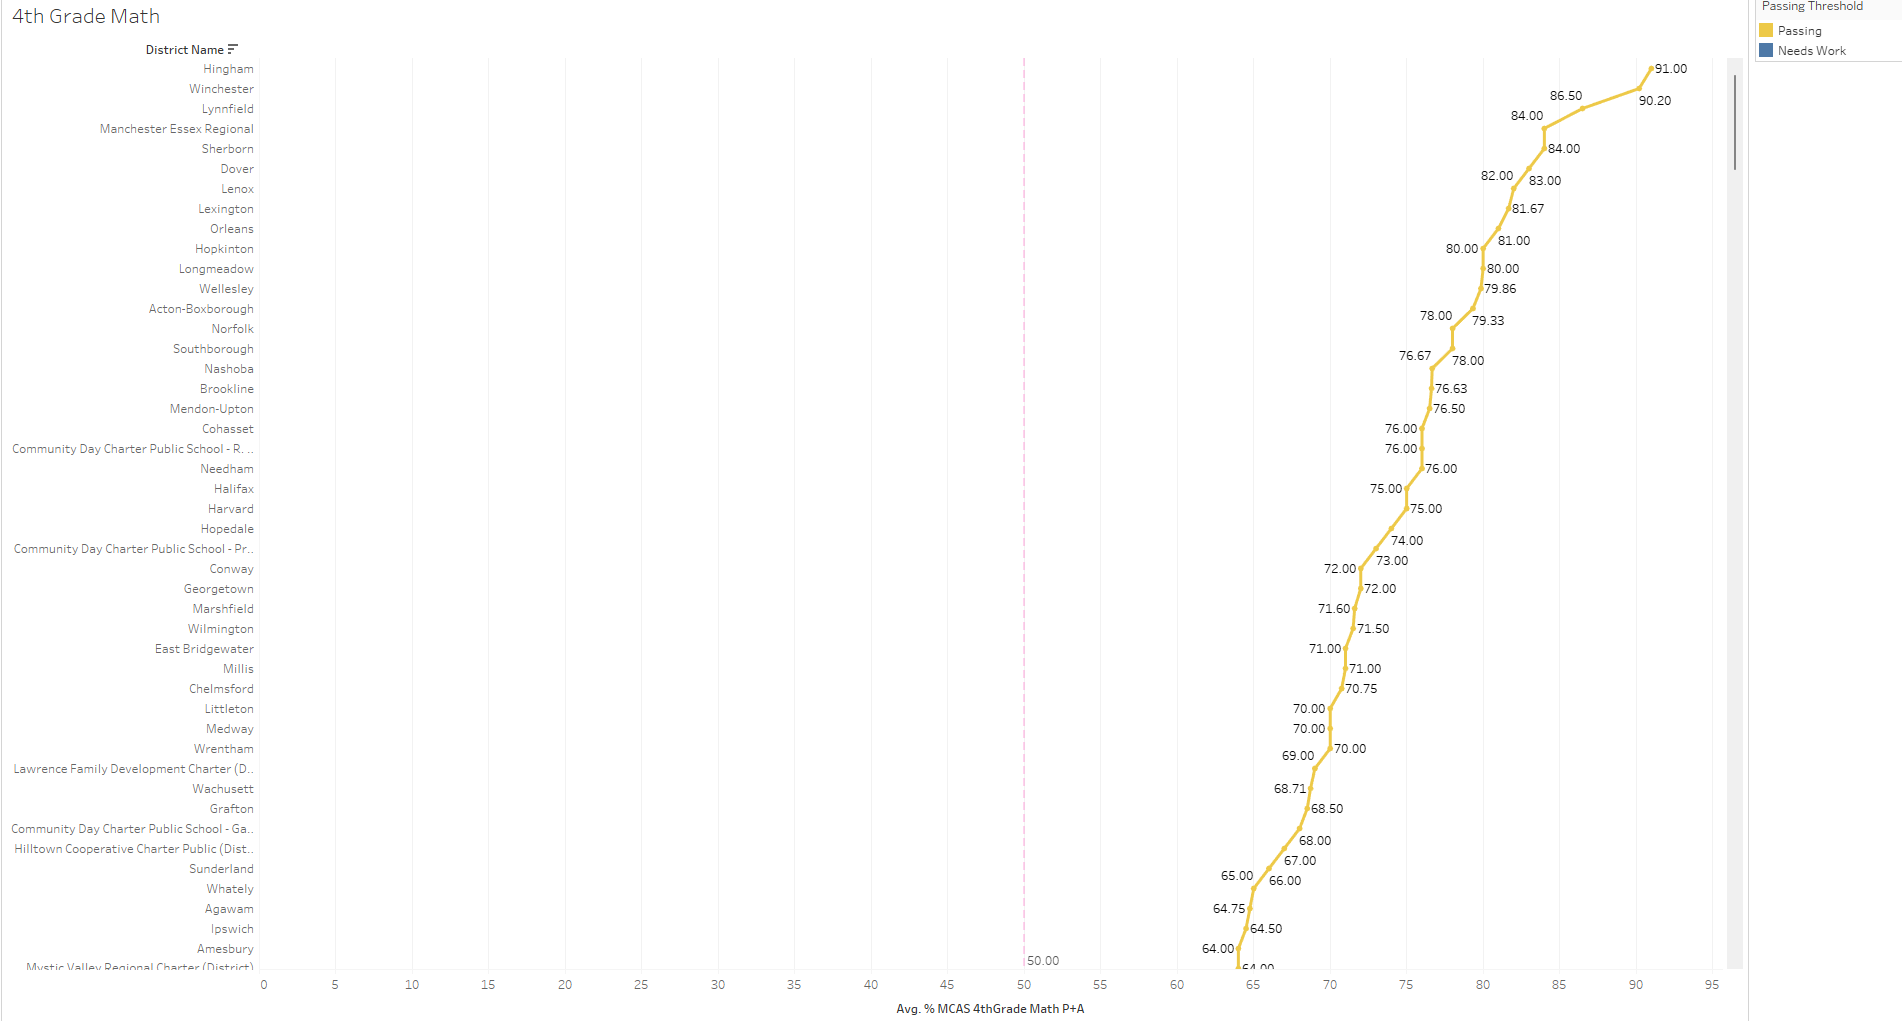 4th Grade Math
Passing Threshold
Passing
Needs Work
District Name
Hingham 91.00
Winchester 90.20
Lynnfield 86.50
Manchester Essex Regional 84.00
Sherborn 84.00
Dover 83.00
Lenox 82.00
Lexington 81.67
Orleans 81.00
Hopkinton 80.00
Longmeadow 80.00
Wellesley 79.86
Acton-Boxborough 79.33
Norfolk 78.00
Southborough 78.00
Nashoba 76.67
Brookline 76.63
Mendon-Upton 76.50
Cohasset 76.00
Community Day Charter Public School - R... 76.00
Needham 76.00
Halifax 75.00
Harvard 75.00
Hopedale 74.00
Community Day Charter Public School - Pr.. 73.00
Conway 72.00
Georgetown 72.00
Marshfield 71.60
Wilmington 71.50
East Bridgewater 71.00
Millis 71.00
Chelmsford 70.75
Littleton 70.00
Medway 70.00
Wrentham 70.00
Lawrence Family Development Charter (D.. 69.00
Wachusett 68.71
Grafton 68.50
Community Day Charter Public School - Ga.. 68.00
Hilltown Cooperative Charter Public (Dist.. 67.00
Sunderland 66.00
Whately 65.00
Agawam 64.75
Ipswich 64.50
Amesbury 64.00
Mystic Valley Regional Charter (District) 64.00
50.00
0 5 10 15 20 25 30 35 40 45 50 55 60 65 70 75 80 85 90 95
Avg. % MCAS 4thGrade Math P+A